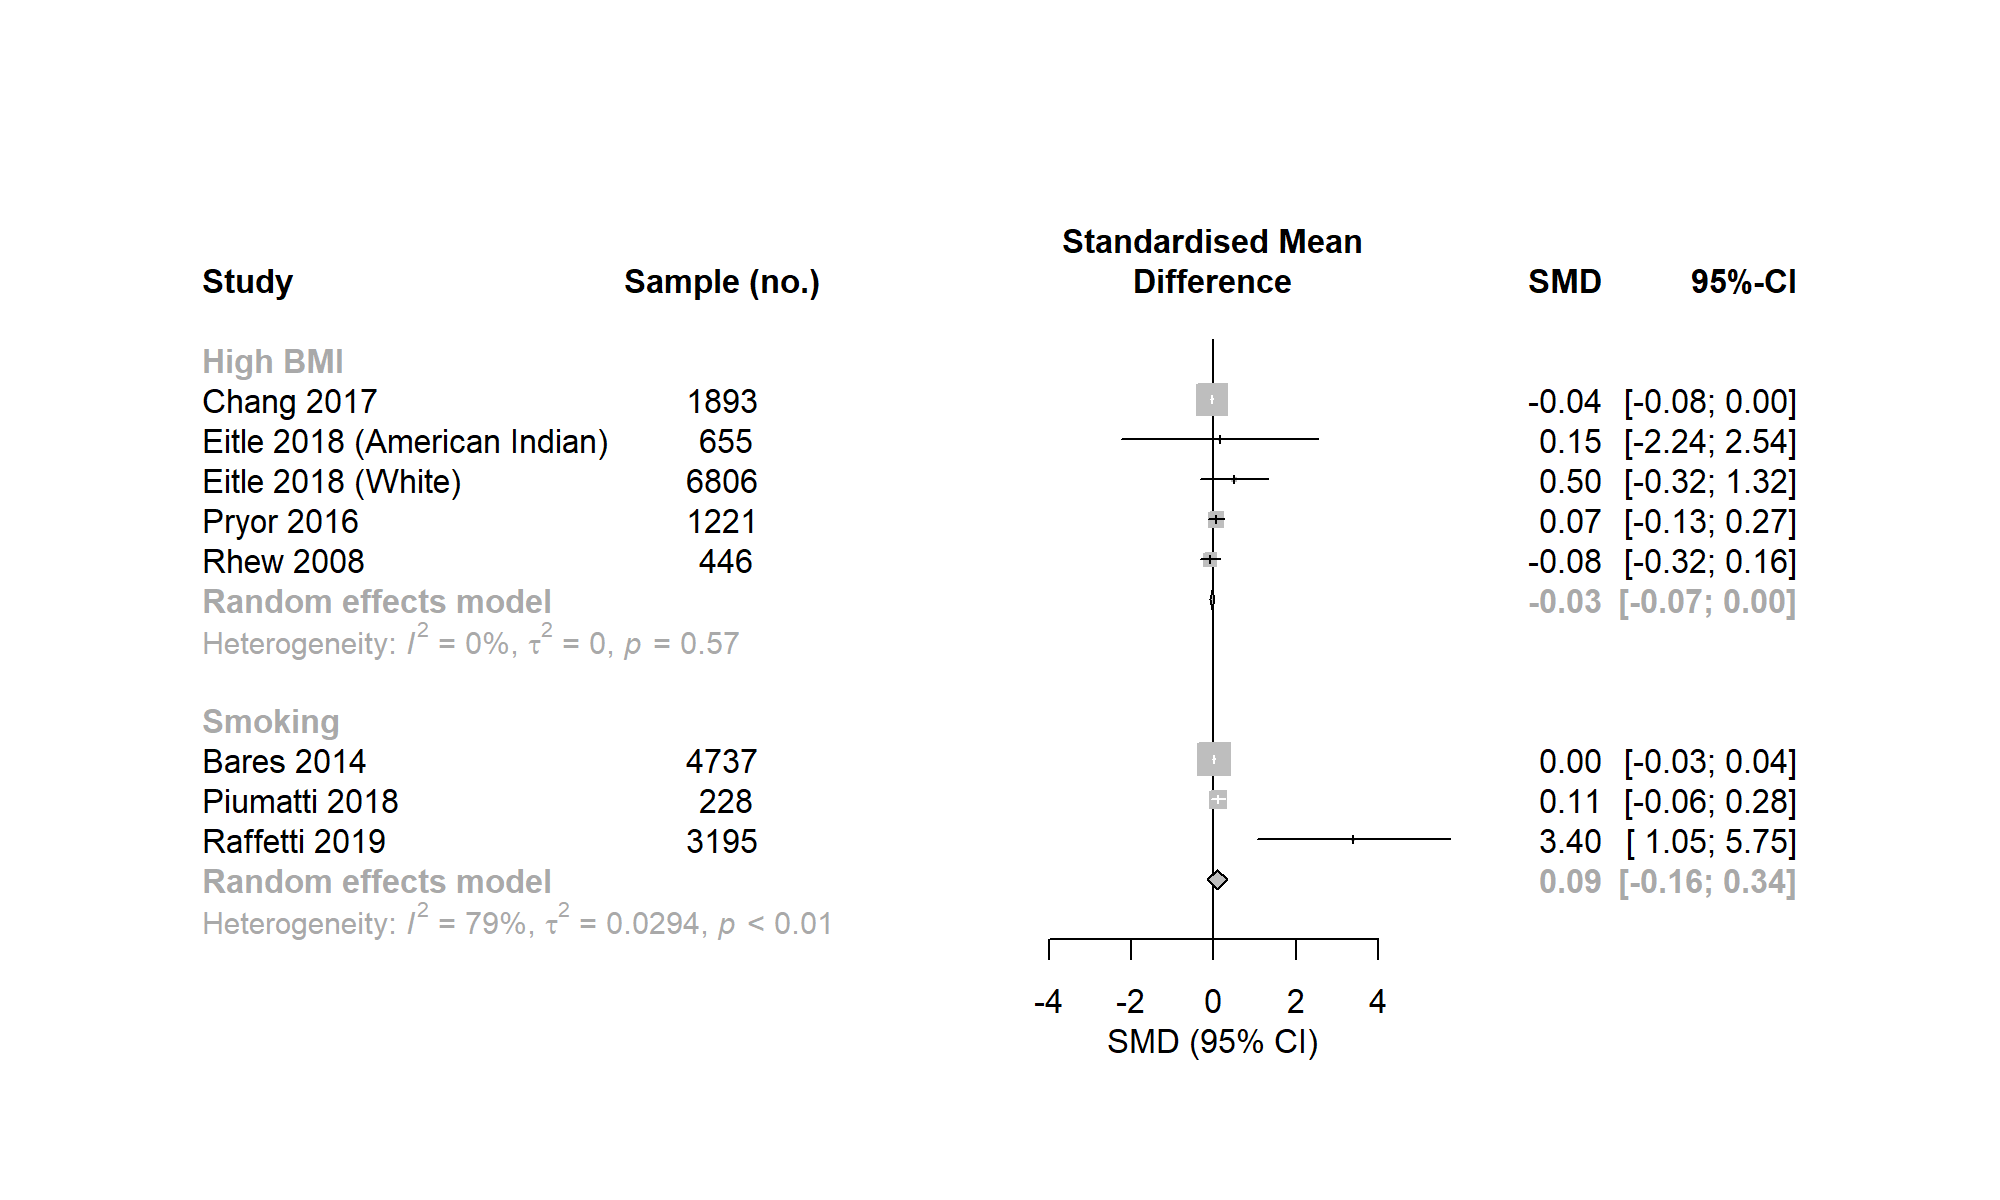 Standardised Mean
Study Sample (no.) Difference SMD 95%-CI
High BMI
Chang 2017 1893 -0.04 [-0.08; 0.00]
Eitle 2018 (American Indian) 655 0.15 [-2.24; 2.54]
Eitle 2018 (White) 6806 0.50 [-0.32; 1.32]
Pryor 2016 1221 0.07 [-0.13; 0.27]
Rhew 2008 446 -0.08 [-0.32; 0.16]
Random effects model -0.03 [-0.07; 0.00]
Heterogeneity: I² = 0%, τ² = 0, p = 0.57
Smoking
Bares 2014 4737 0.00 [-0.03; 0.04]
Piumatti 2018 228 0.11 [-0.06; 0.28]
Raffetti 2019 3195 3.40 [ 1.05; 5.75]
Random effects model 0.09 [-0.16; 0.34]
Heterogeneity: I² = 79%, τ² = 0.0294, p < 0.01
-4 -2 0 2 4
SMD (95% CI)